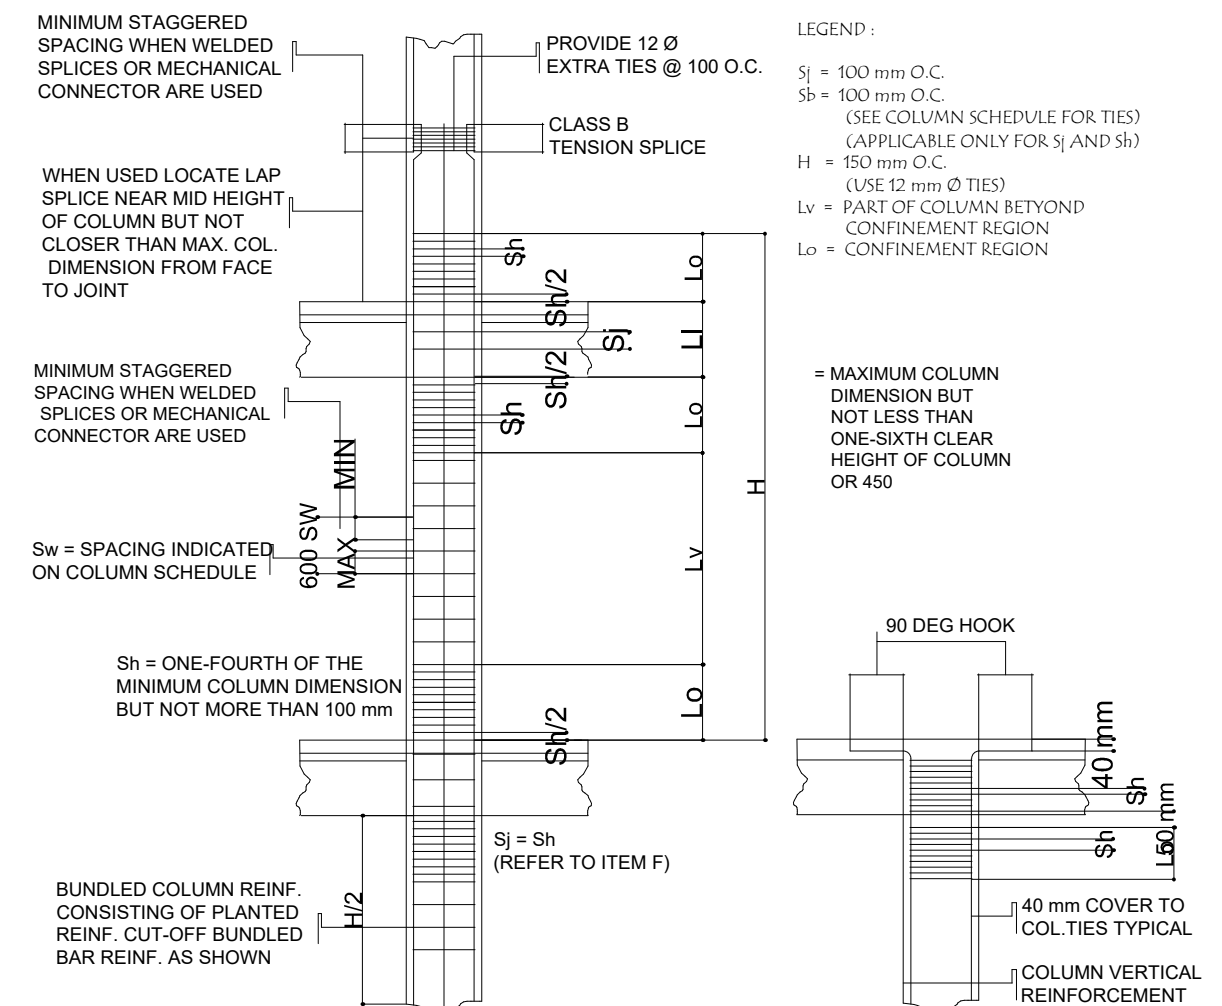 MINIMUM STAGGERED
SPACING WHEN WELDED
SPLICES OR MECHANICAL
CONNECTOR ARE USED
PROVIDE 12 Ø
EXTRA TIES @ 100 O.C.
CLASS B
TENSION SPLICE
LEGEND :
Sj = 100 mm O.C.
Sb = 100 mm O.C.
(SEE COLUMN SCHEDULE FOR TIES)
(APPLICABLE ONLY FOR Sj AND Sh)
H = 150 mm O.C.
(USE 12 mm Ø TIES)
Lv = PART OF COLUMN BETYOND
CONFINEMENT REGION
Lo = CONFINEMENT REGION
WHEN USED LOCATE LAP
SPLICE NEAR MID HEIGHT
OF COLUMN BUT NOT
CLOSER THAN MAX. COL.
DIMENSION FROM FACE
TO JOINT
Sh
Lo
Sh/2
Sj
Ll
Sh/2
Sh
Lo
MINIMUM STAGGERED
SPACING WHEN WELDED
SPLICES OR MECHANICAL
CONNECTOR ARE USED
= MAXIMUM COLUMN
DIMENSION BUT
NOT LESS THAN
ONE-SIXTH CLEAR
HEIGHT OF COLUMN
OR 450
MIN
H
600 SW
MAX
Lv
Sw = SPACING INDICATED
ON COLUMN SCHEDULE
Sh = ONE-FOURTH OF THE
MINIMUM COLUMN DIMENSION
BUT NOT MORE THAN 100 mm
Lo
Sh/2
90 DEG HOOK
40 mm
Sh
50 mm
Lo
Sh
Sj = Sh
(REFER TO ITEM F)
H/2
BUNDLED COLUMN REINF.
CONSISTING OF PLANTED
REINF. CUT-OFF BUNDLED
BAR REINF. AS SHOWN
40 mm COVER TO
COL.TIES TYPICAL
COLUMN VERTICAL
REINFORCEMENT